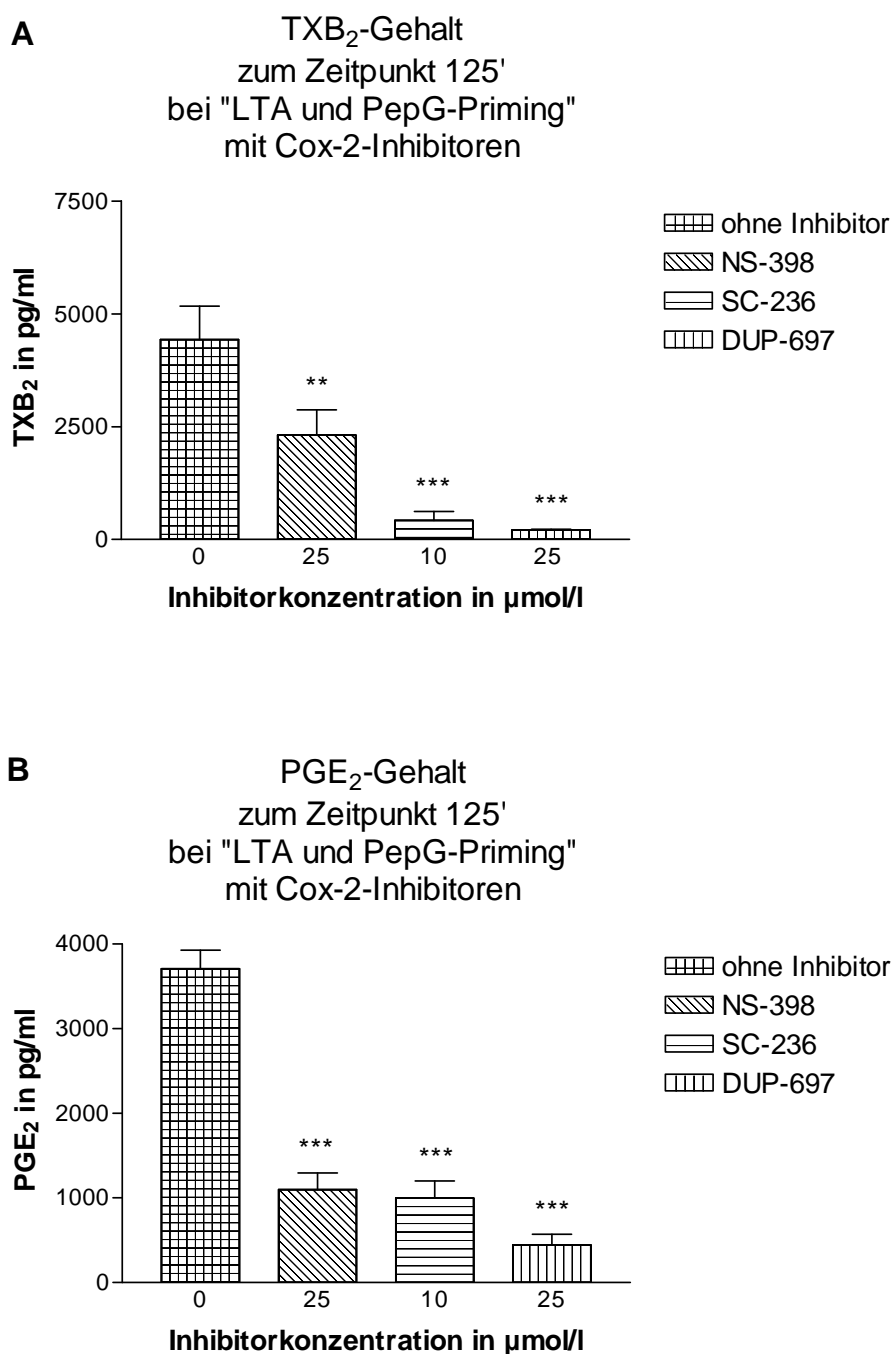 A
TXB₂-Gehalt
zum Zeitpunkt 125'
bei "LTA und PepG-Priming"
mit Cox-2-Inhibitoren
7500
5000
2500
0
TXB₂ in pg/ml
**
***
***
0 25 10 25
Inhibitorkonzentration in µmol/l
ohne Inhibitor
NS-398
SC-236
DUP-697
B
PGE₂-Gehalt
zum Zeitpunkt 125'
bei "LTA und PepG-Priming"
mit Cox-2-Inhibitoren
4000
3000
2000
1000
0
PGE₂ in pg/ml
***
***
***
0 25 10 25
Inhibitorkonzentration in µmol/l
ohne Inhibitor
NS-398
SC-236
DUP-697